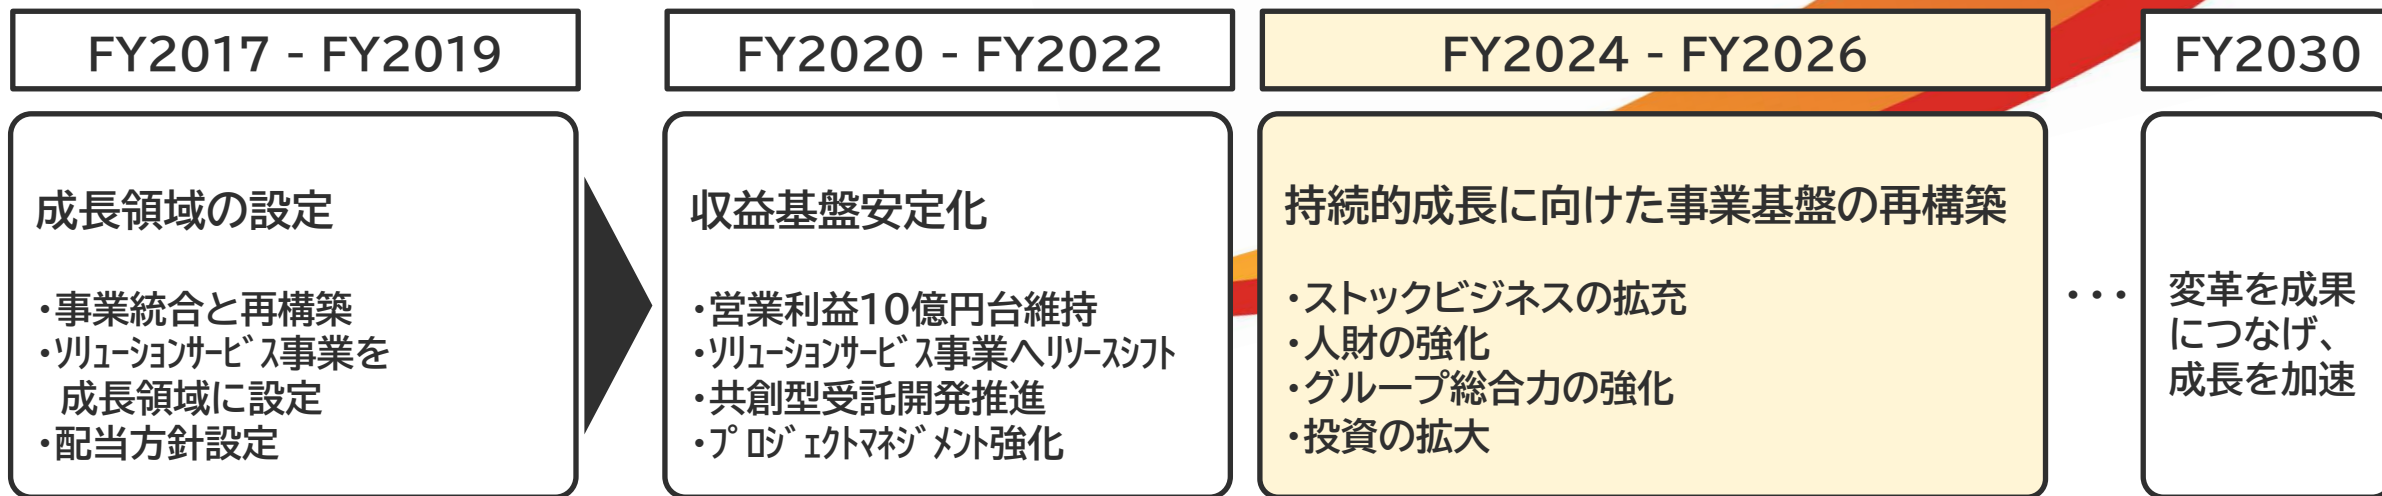 FY2017 - FY2019
成長領域の設定
・事業統合と再構築
・ｿﾘｭｰｼｮﾝｻｰﾋﾞｽ事業を
成長領域に設定
・配当方針設定
FY2020 - FY2022
収益基盤安定化
・営業利益10億円台維持
・ｿﾘｭｰｼｮﾝｻｰﾋﾞｽ事業へﾘｿｰｽｼﾌﾄ
・共創型受託開発推進
・ﾌﾟﾛｼﾞｪｸﾄﾏﾈｼﾞﾒﾝﾄ強化
FY2024 - FY2026
持続的成長に向けた事業基盤の再構築
・ストックビジネスの拡充
・人財の強化
・グループ総合力の強化
・投資の拡大
・・・
FY2030
変革を成果
につなげ、
成長を加速